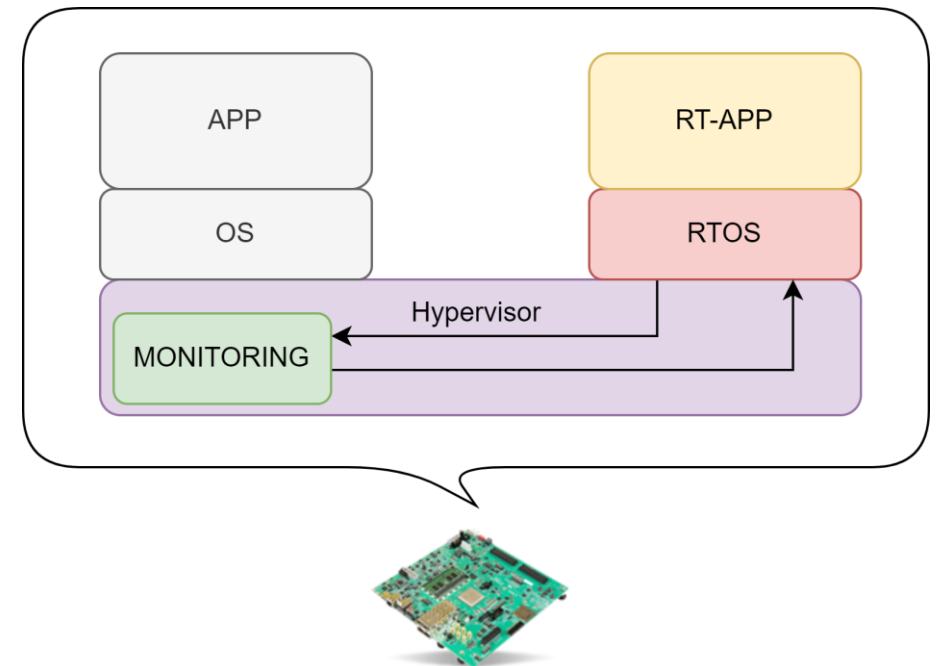 APP
RT-APP
OS
RTOS
Hypervisor
MONITORING